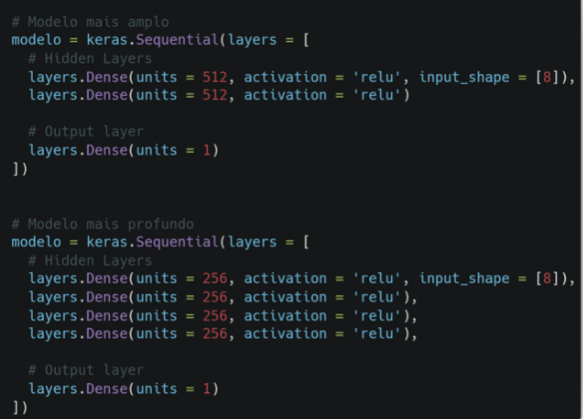 # Modelo mais amplo
modelo = keras.Sequential(layers = [
  # Hidden Layers
  layers.Dense(units = 512, activation = 'relu', input_shape = [8]),
  layers.Dense(units = 512, activation = 'relu')

  # Output layer
  layers.Dense(units = 1)
])

# Modelo mais profundo
modelo = keras.Sequential(layers = [
  # Hidden Layers
  layers.Dense(units = 256, activation = 'relu', input_shape = [8]),
  layers.Dense(units = 256, activation = 'relu'),
  layers.Dense(units = 256, activation = 'relu'),
  layers.Dense(units = 256, activation = 'relu'),

  # Output layer
  layers.Dense(units = 1)
])